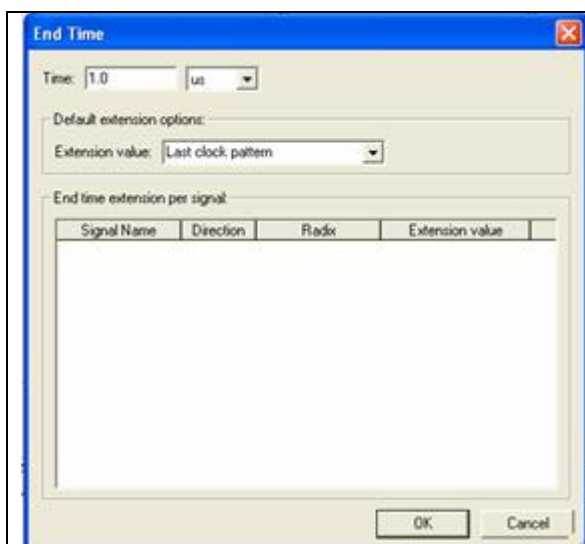 End Time
Time: 1.0 us
Default extension options:
Extension value: Last clock pattern
End time extension per signal:
Signal Name Direction Radix Extension value
OK Cancel